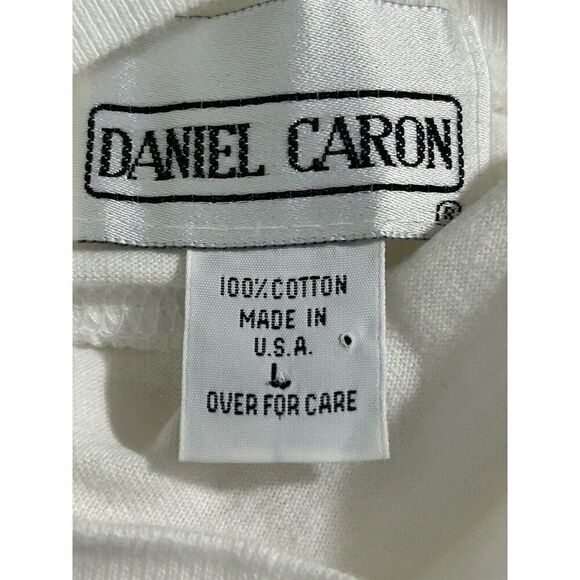 DANIEL CARON
®
100% COTTON
MADE IN
U.S.A.
L
OVER FOR CARE